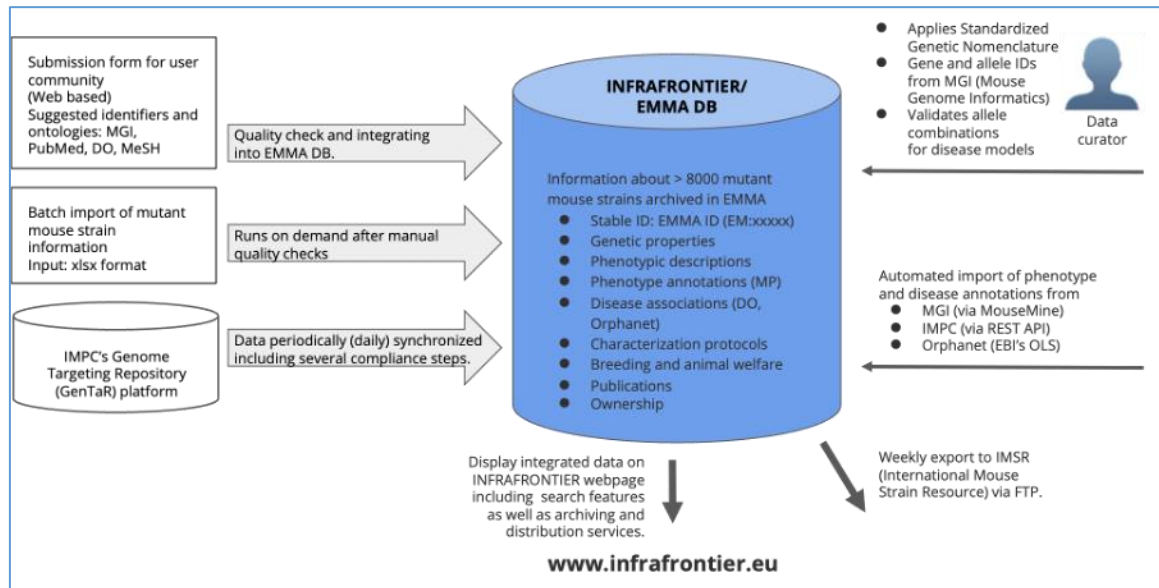 Submission form for user
community
(Web based)
Suggested identifiers and
ontologies: MGI,
PubMed, DO, MeSH
Quality check and integrating
into EMMA DB.
Batch import of mutant
mouse strain
information
Input: xlsx format
Runs on demand after manual
quality checks
IMPC's Genome
Targeting Repository
(GenTaR) platform
Data periodically (daily) synchronized
including several compliance steps.
INFRAFRONTIER/
EMMA DB
Information about > 8000 mutant
mouse strains archived in EMMA
● Stable ID: EMMA ID (EM:xxxxx)
● Genetic properties
● Phenotypic descriptions
● Phenotype annotations (MP)
● Disease associations (DO,
Orphanet)
● Characterization protocols
● Breeding and animal welfare
● Publications
● Ownership
● Applies Standardized
Genetic Nomenclature
● Gene and allele IDs
from MGI (Mouse
Genome Informatics)
● Validates allele
combinations
for disease models
Data
curator
Automated import of phenotype
and disease annotations from
● MGI (via MouseMine)
● IMPC (via REST API)
● Orphanet (EBI's OLS)
Display integrated data on
INFRAFRONTIER webpage
including search features
as well as archiving and
distribution services.
Weekly export to IMSR
(International Mouse
Strain Resource) via FTP.
www.infrafrontier.eu